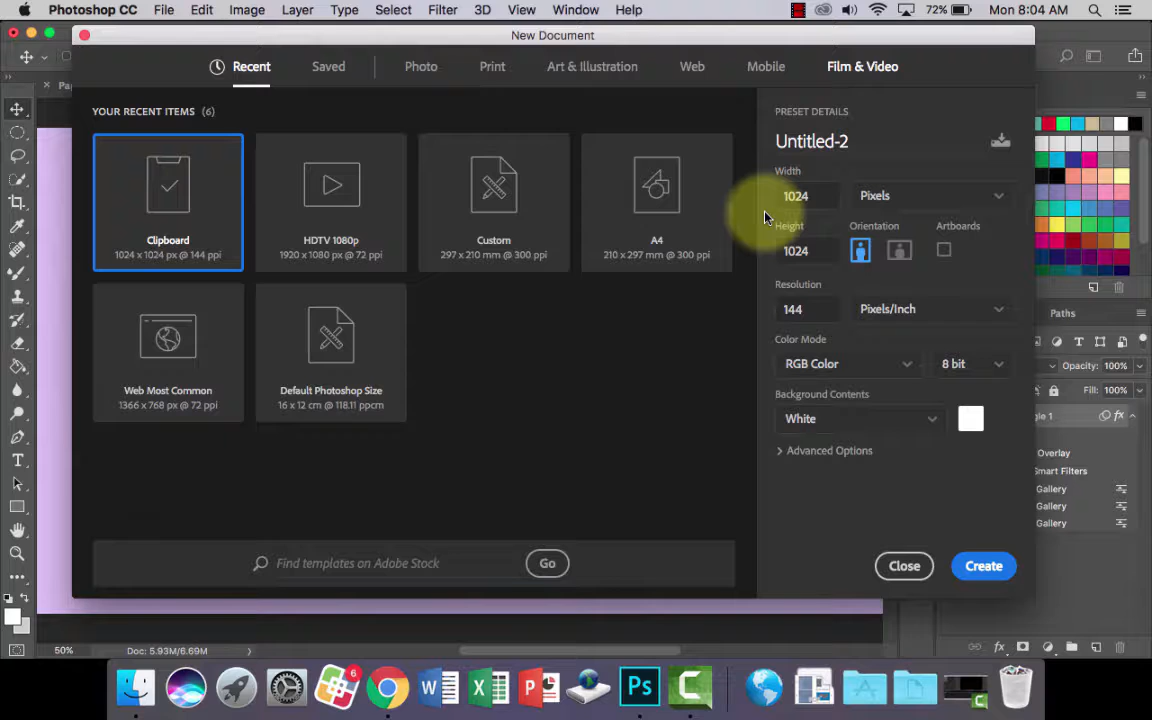 Photoshop CC File Edit Image Layer Type Select Filter 3D View Window Help 72% Mon 8:04 AM
New Document
Recent Saved Photo Print Art & Illustration Web Mobile Film & Video
YOUR RECENT ITEMS (6)
Clipboard
1024 x 1024 px @ 144 ppi
HDTV 1080p
1920 x 1080 px @ 72 ppi
Custom
297 x 210 mm @ 300 ppi
A4
210 x 297 mm @ 300 ppi
Web Most Common
1366 x 768 px @ 72 ppi
Default Photoshop Size
16 x 12 cm @ 118.11 ppcm
Find templates on Adobe Stock Go
PRESET DETAILS
Untitled-2
Width
1024 Pixels
Height Orientation Artboards
1024
Resolution
144 Pixels/Inch
Color Mode
RGB Color 8 bit
Background Contents
White
Advanced Options
Close Create
Paths
Opacity: 100%
Fill: 100%
gle 1 fx
Overlay
Smart Filters
Gallery
Gallery
Gallery
50% Doc: 5.93M/6.69M
fx
6
W X P Ps C